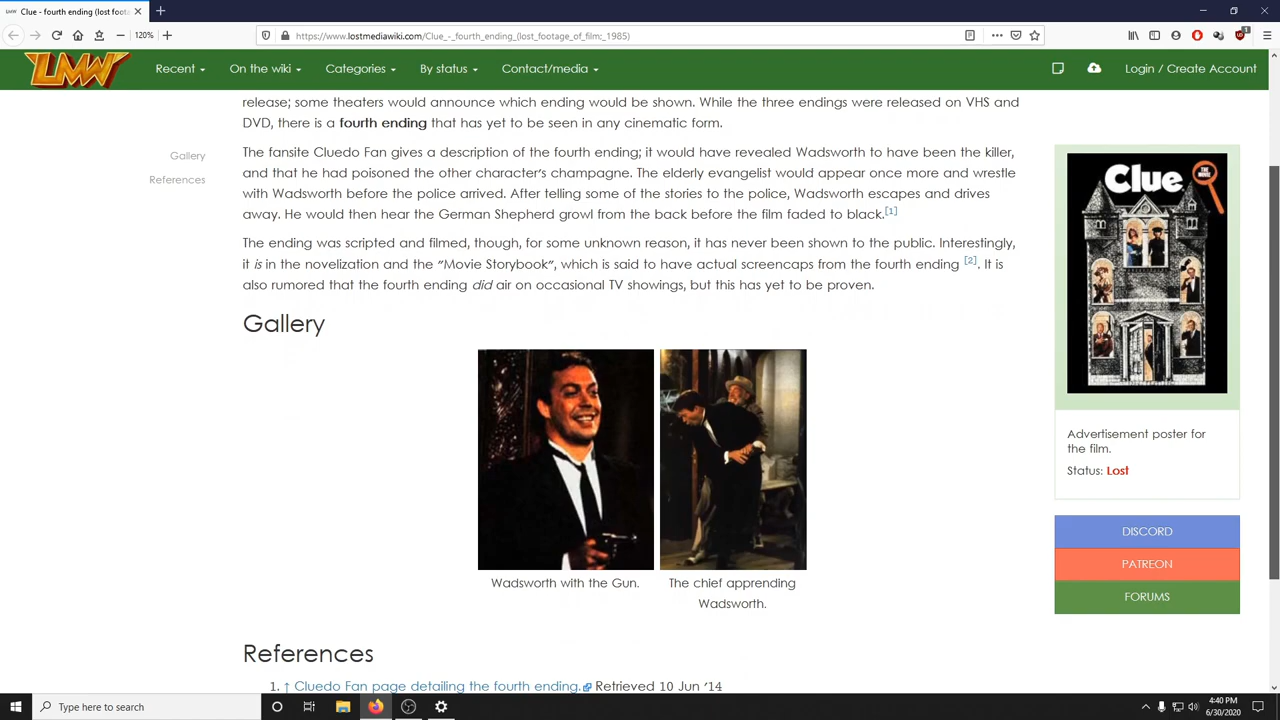 Clue - fourth ending (lost foota
120%
https://www.lostmediawiki.com/Clue_-_fourth_ending_(lost_footage_of_film:_1985)
1
LMW
Recent
On the wiki
Categories
By status
Contact/media
Login / Create Account
release; some theaters would announce which ending would be shown. While the three endings were released on VHS and
DVD, there is a fourth ending that has yet to be seen in any cinematic form.
Gallery
References
The fansite Cluedo Fan gives a description of the fourth ending; it would have revealed Wadsworth to have been the killer,
and that he had poisoned the other character's champagne. The elderly evangelist would appear once more and wrestle
with Wadsworth before the police arrived. After telling some of the stories to the police, Wadsworth escapes and drives
away. He would then hear the German Shepherd growl from the back before the film faded to black.[1]
The ending was scripted and filmed, though, for some unknown reason, it has never been shown to the public. Interestingly,
it is in the novelization and the "Movie Storybook", which is said to have actual screencaps from the fourth ending [2]. It is
also rumored that the fourth ending did air on occasional TV showings, but this has yet to be proven.
Gallery
Wadsworth with the Gun.
The chief apprending
Wadsworth.
References
1. ↑ Cluedo Fan page detailing the fourth ending. Retrieved 10 Jun '14
Clue
Advertisement poster for
the film.
Status: Lost
DISCORD
PATREON
FORUMS
Type here to search
4:40 PM
6/30/2020